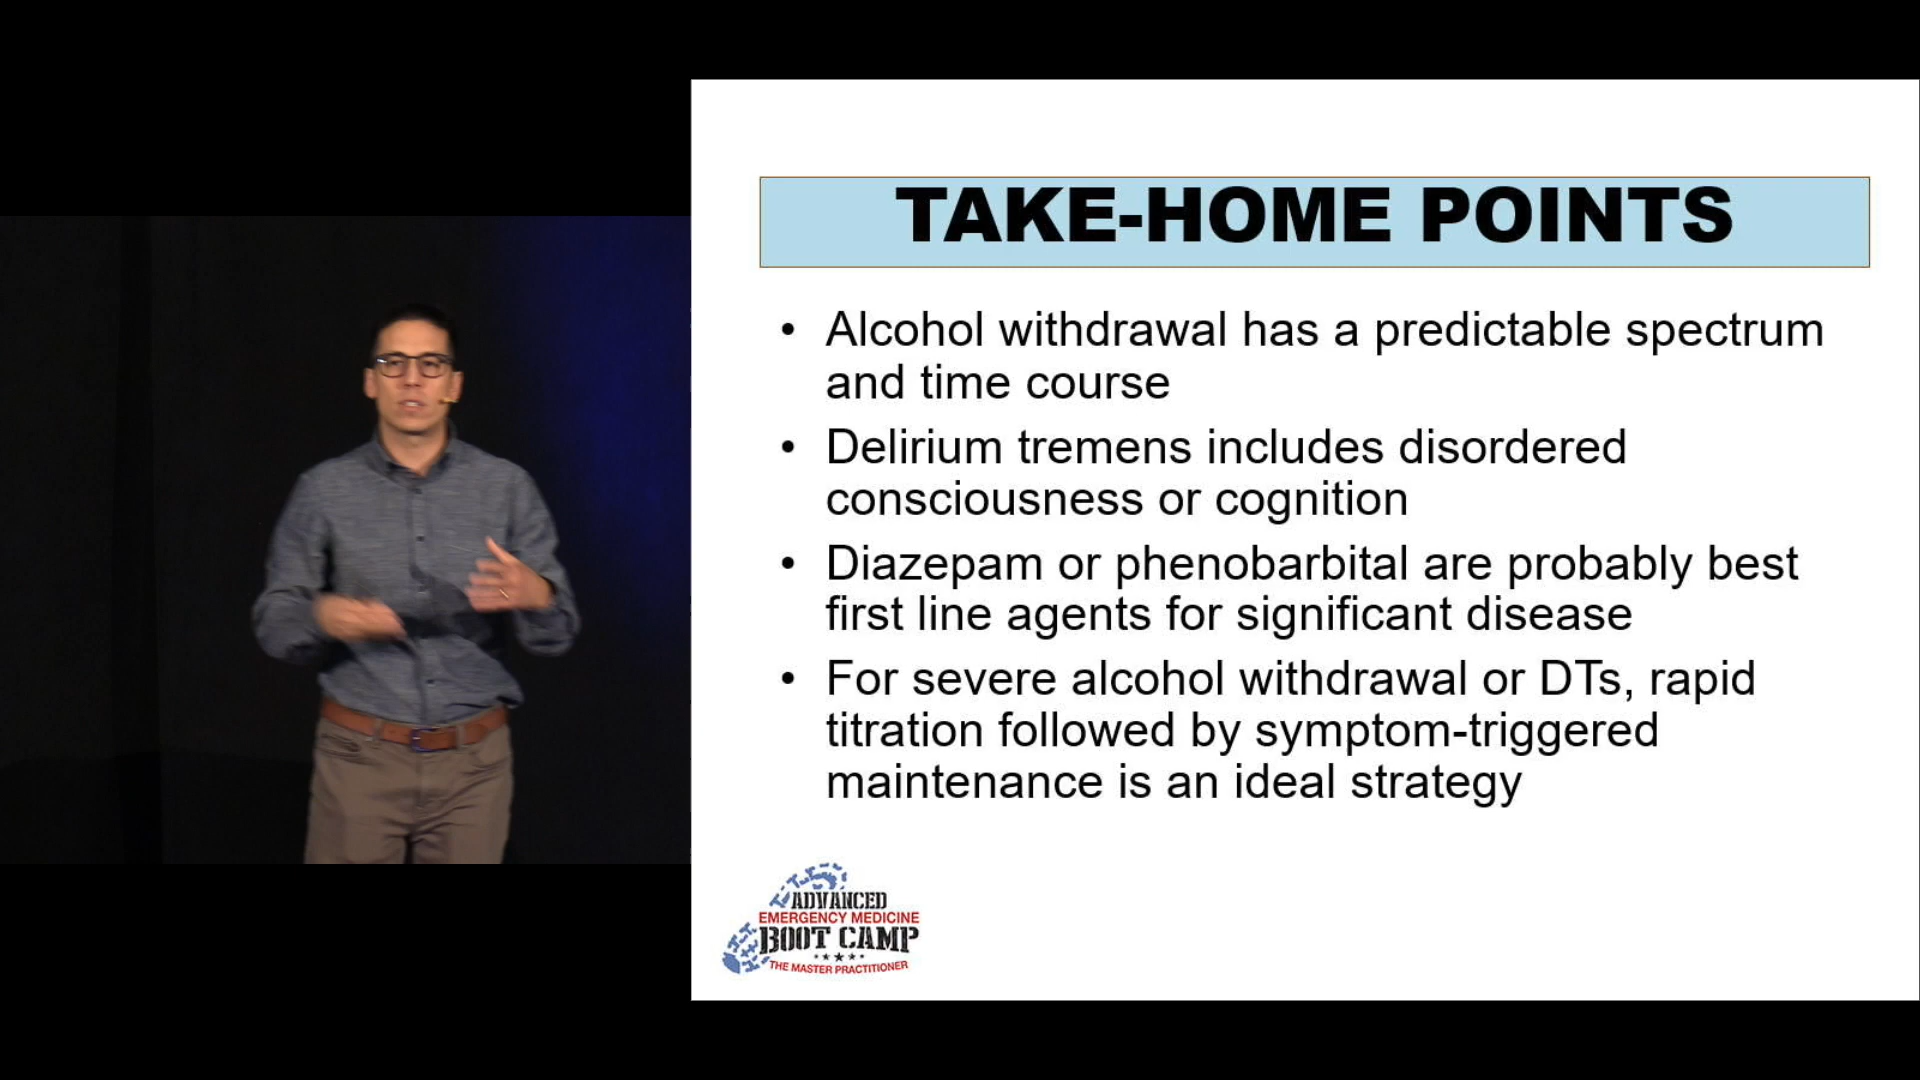 TAKE-HOME POINTS
• Alcohol withdrawal has a predictable spectrum
and time course
• Delirium tremens includes disordered
consciousness or cognition
• Diazepam or phenobarbital are probably best
first line agents for significant disease
• For severe alcohol withdrawal or DTs, rapid
titration followed by symptom-triggered
maintenance is an ideal strategy
ADVANCED
EMERGENCY MEDICINE
BOOT CAMP
THE MASTER PRACTITIONER